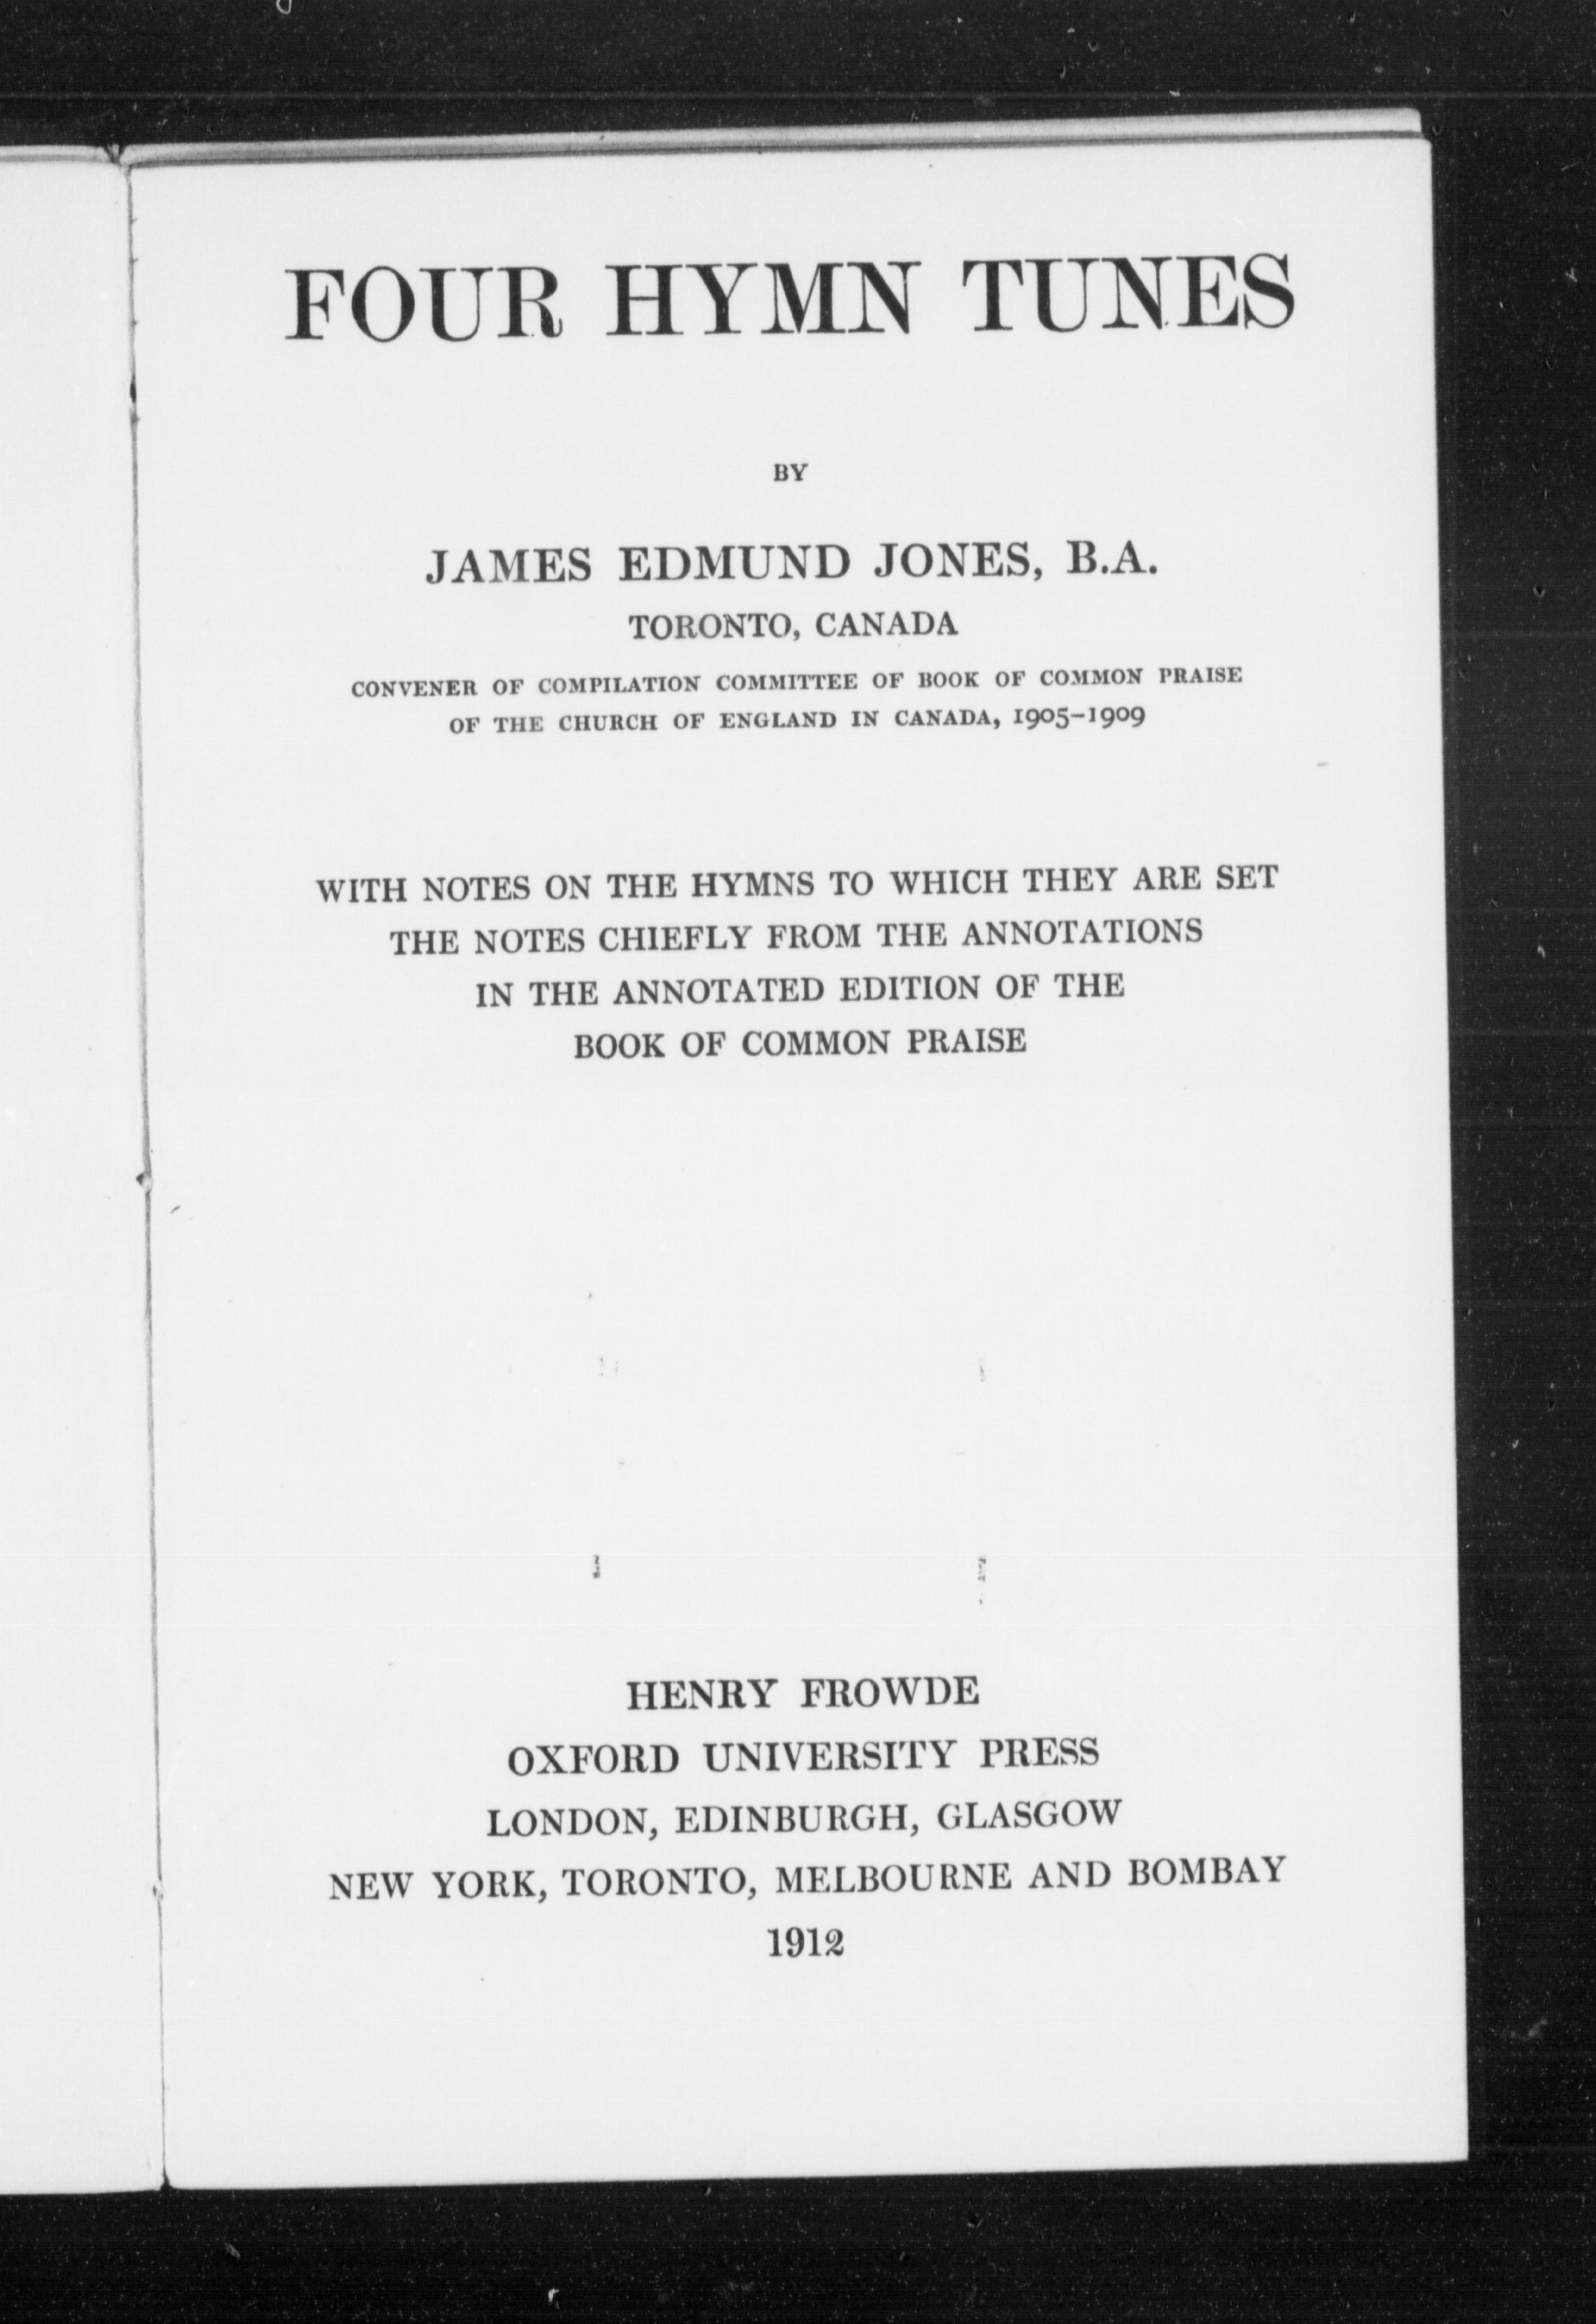 FOUR HYMN TUNES
BY
JAMES EDMUND JONES, B.A.
TORONTO, CANADA
CONVENER OF COMPILATION COMMITTEE OF BOOK OF COMMON PRAISE
OF THE CHURCH OF ENGLAND IN CANADA, 1905–1909
WITH NOTES ON THE HYMNS TO WHICH THEY ARE SET
THE NOTES CHIEFLY FROM THE ANNOTATIONS
IN THE ANNOTATED EDITION OF THE
BOOK OF COMMON PRAISE
HENRY FROWDE
OXFORD UNIVERSITY PRESS
LONDON, EDINBURGH, GLASGOW
NEW YORK, TORONTO, MELBOURNE AND BOMBAY
1912